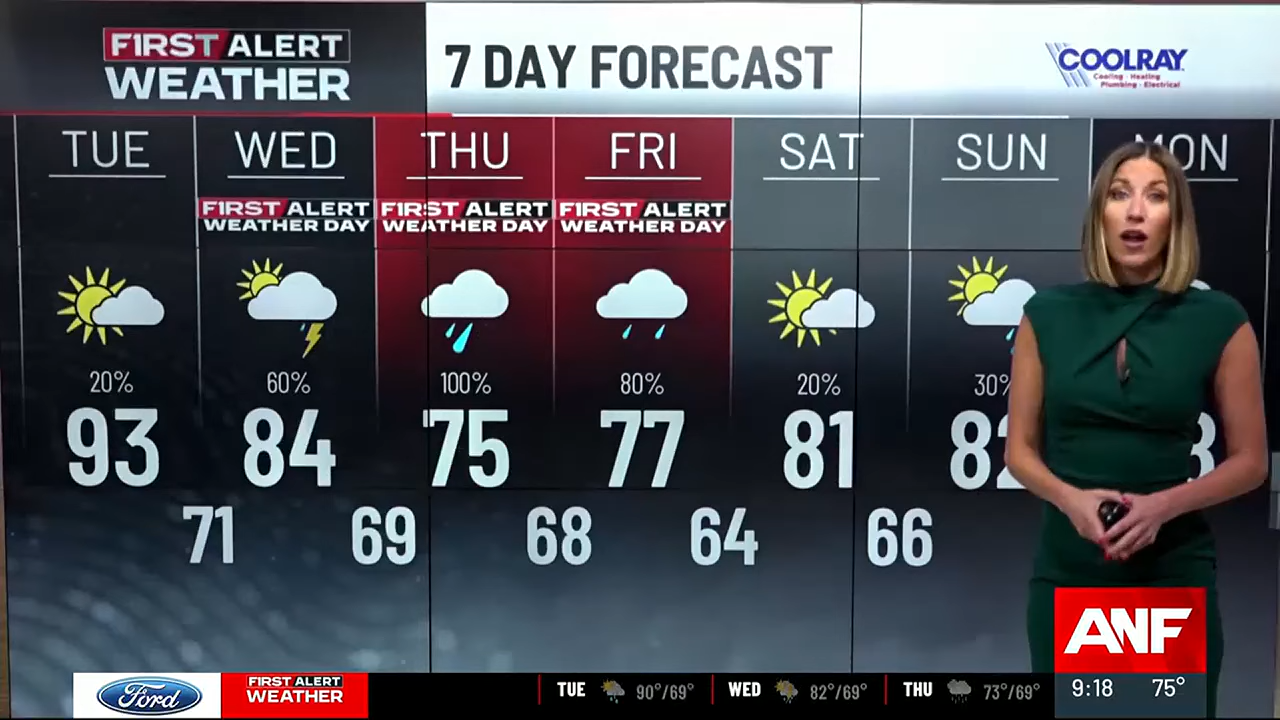 FIRST ALERT
WEATHER
7 DAY FORECAST
COOLRAY
Cooling · Heating
Plumbing · Electrical
TUE WED THU FRI SAT SUN MON
FIRST ALERT FIRST ALERT FIRST ALERT
WEATHER DAY WEATHER DAY WEATHER DAY
20% 60% 100% 80% 20% 30%
93 84 75 77 81 82
71 69 68 64 66
ANF
Ford
FIRST ALERT
WEATHER
TUE 90°/69° WED 82°/69° THU 73°/69°
9:18 75°